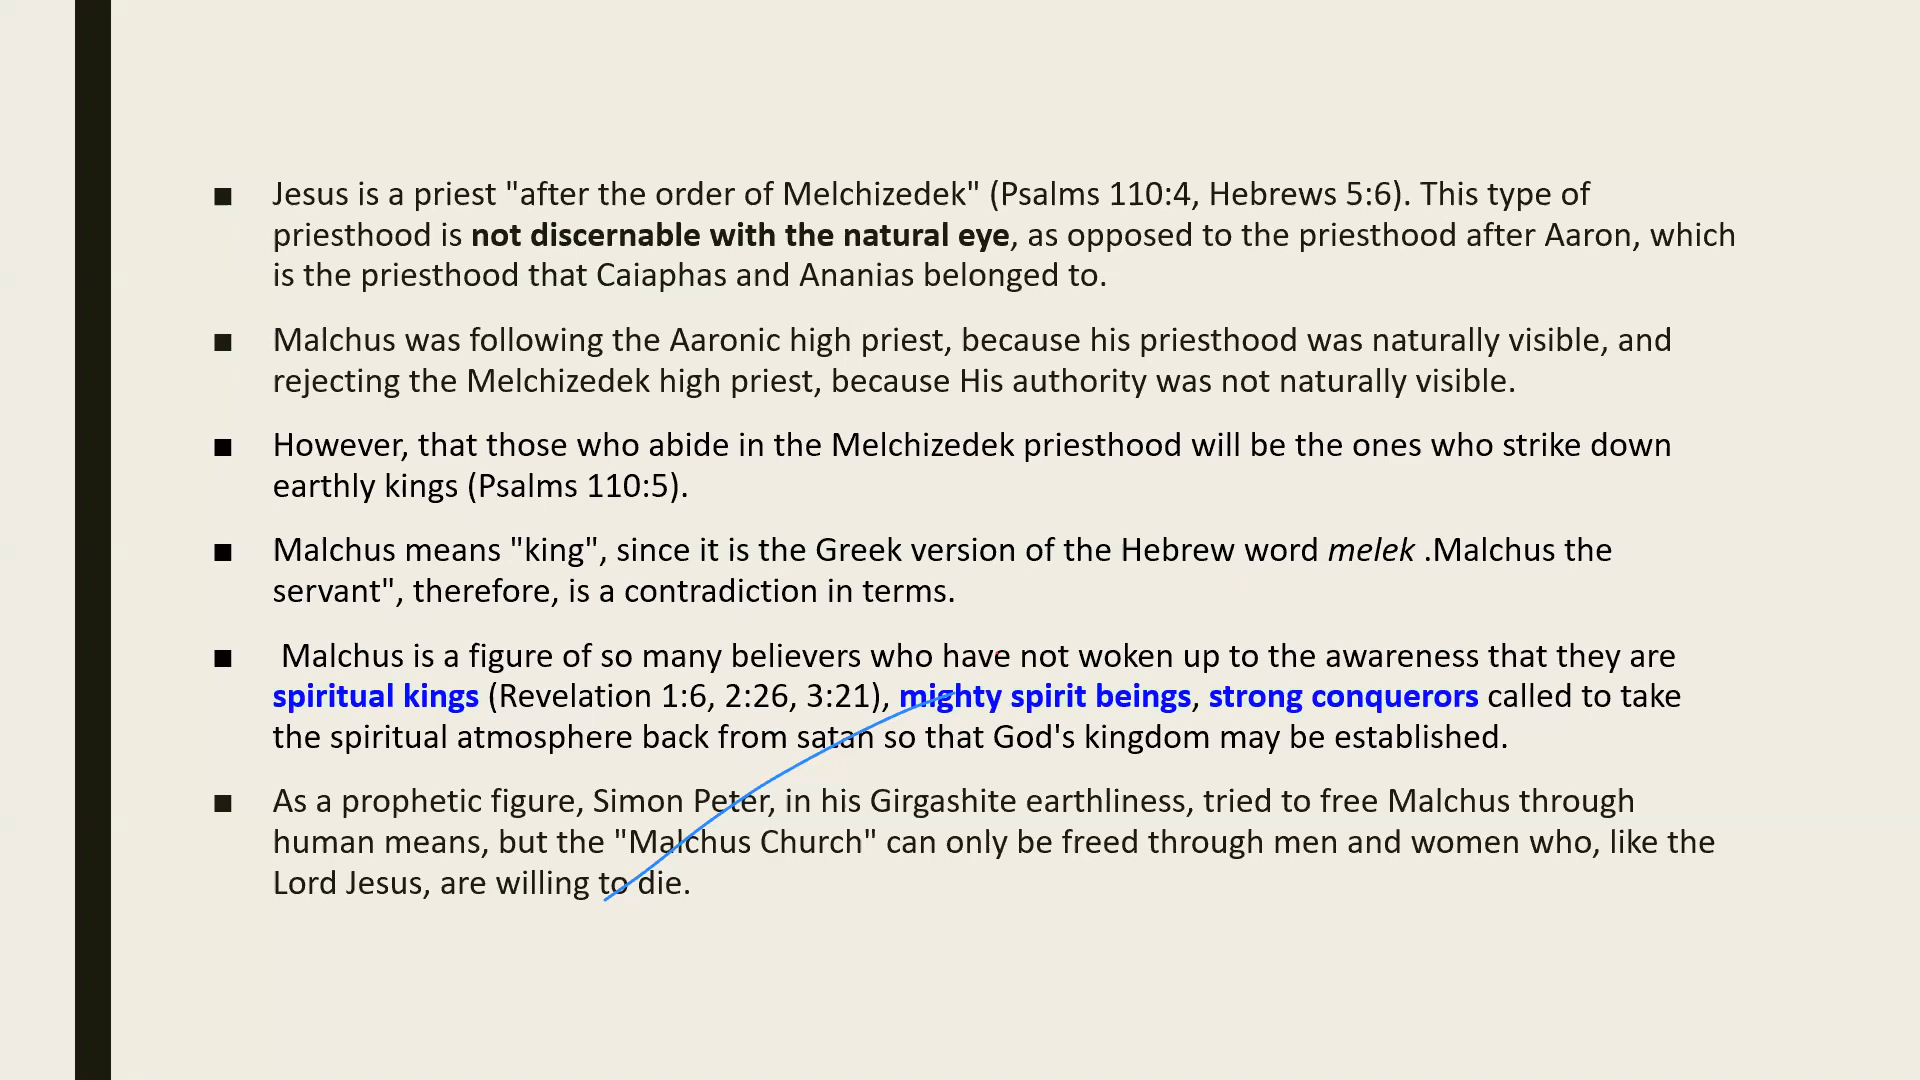 ■ Jesus is a priest "after the order of Melchizedek" (Psalms 110:4, Hebrews 5:6). This type of
priesthood is not discernable with the natural eye, as opposed to the priesthood after Aaron, which
is the priesthood that Caiaphas and Ananias belonged to.
■ Malchus was following the Aaronic high priest, because his priesthood was naturally visible, and
rejecting the Melchizedek high priest, because His authority was not naturally visible.
■ However, that those who abide in the Melchizedek priesthood will be the ones who strike down
earthly kings (Psalms 110:5).
■ Malchus means "king", since it is the Greek version of the Hebrew word melek .Malchus the
servant", therefore, is a contradiction in terms.
■ Malchus is a figure of so many believers who have not woken up to the awareness that they are
spiritual kings (Revelation 1:6, 2:26, 3:21), mighty spirit beings, strong conquerors called to take
the spiritual atmosphere back from satan so that God's kingdom may be established.
■ As a prophetic figure, Simon Peter, in his Girgashite earthliness, tried to free Malchus through
human means, but the "Malchus Church" can only be freed through men and women who, like the
Lord Jesus, are willing to die.